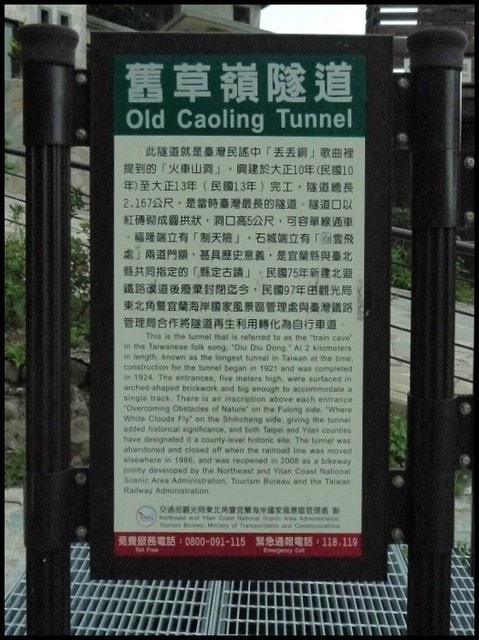 舊草嶺隧道
Old Caoling Tunnel
此隧道就是臺灣民謠中「丟丟銅」歌曲裡
提到的「火車山洞」，興建於大正10年(民國10
年)至大正13年（民國13年）完工，隧道總長
2.167公尺，是當時臺灣最長的隧道。隧道口以
紅磚砌成圓拱狀，洞口高5公尺，可容單線通車
。福隆端立有「制天險」，石城端立有「白雲飛
處」兩道門額，甚具歷史意義，是宜蘭縣與臺北
縣共同指定的「縣定古蹟」。民國75年新建北迴
鐵路改道後廢棄封閉迄今，民國97年由觀光局
東北角暨宜蘭海岸國家風景區管理處與臺灣鐵路
管理局合作將隧道再生利用轉化為自行車道。
This is the tunnel that is referred to as the "train cave"
in the Taiwanese folk song, "Diu Diu Dong." At 2 kilometers
in length, known as the longest tunnel in Taiwan at the time,
construction for the tunnel began in 1921 and was completed
in 1924. The entrances, five meters high, were surfaced in
arched-shaped brickwork and big enough to accommodate a
single track. There is an inscription above each entrance
"Overcoming Obstacles of Nature" on the Fulong side, "Where
White Clouds Fly" on the Shihcheng side, giving the tunnel
added historical significance, and both Taipei and Yilan counties
have designated it a county-level historic site. The tunnel was
abandoned and closed when the railroad line was moved
elsewhere in 1986, and was reopened in 2008 as a bikeway
jointly developed by the Northeast and Yilan Coast National
Scenic Area Administration, Tourism Bureau and the Taiwan
Railway Administration.
交通部觀光局東北角暨宜蘭海岸國家風景區管理處 製
Northeast and Yilan Coast National Scenic Area Administration,
Tourism Bureau, Ministry of Transportation and Communications
免費服務電話：0800-091-115 緊急通報電話：118.119
Toll Free Emergency Call